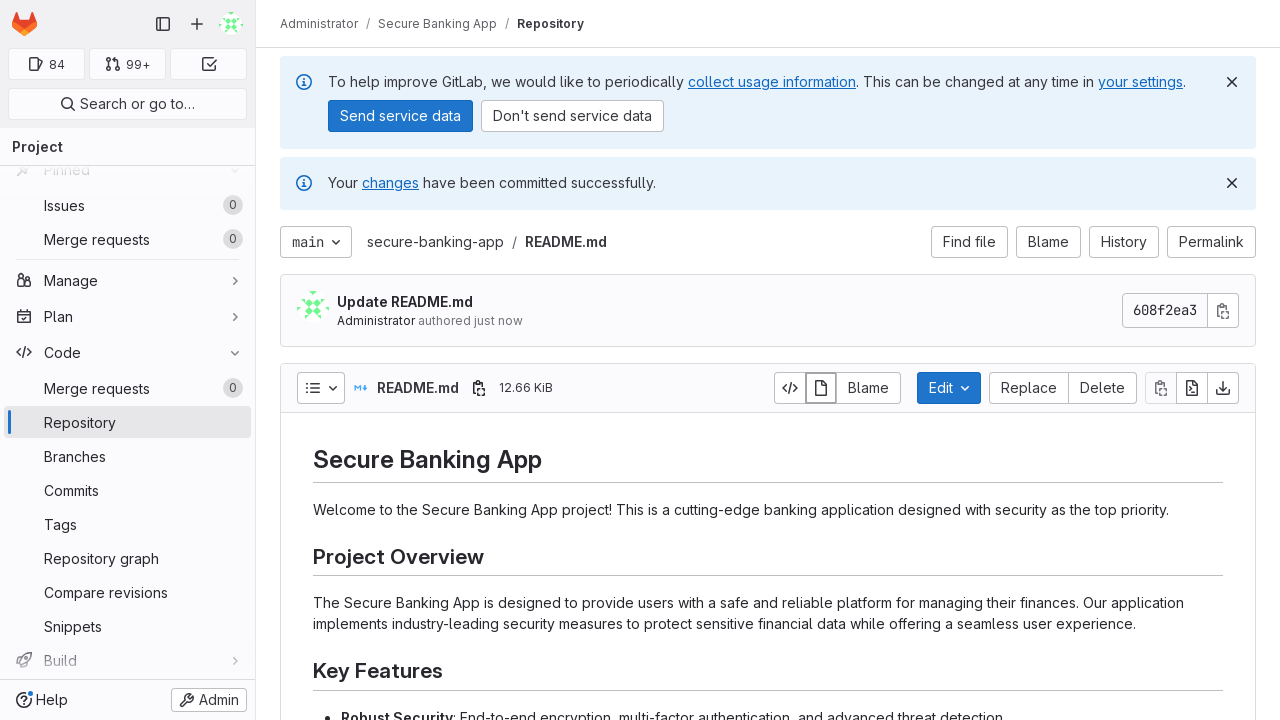 84
99+
Search or go to…
Project
Pinned
Issues 0
Merge requests 0
Manage
Plan
Code
Merge requests 0
Repository
Branches
Commits
Tags
Repository graph
Compare revisions
Snippets
Build
Help
Admin
Administrator / Secure Banking App / Repository
To help improve GitLab, we would like to periodically collect usage information. This can be changed at any time in your settings.
Send service data
Don't send service data
Your changes have been committed successfully.
main
secure-banking-app / README.md
Find file
Blame
History
Permalink
Update README.md
Administrator authored just now
608f2ea3
README.md
12.66 KiB
Blame
Edit
Replace
Delete
Secure Banking App
Welcome to the Secure Banking App project! This is a cutting-edge banking application designed with security as the top priority.
Project Overview
The Secure Banking App is designed to provide users with a safe and reliable platform for managing their finances. Our application
implements industry-leading security measures to protect sensitive financial data while offering a seamless user experience.
Key Features
• Robust Security: End-to-end encryption, multi-factor authentication, and advanced threat detection